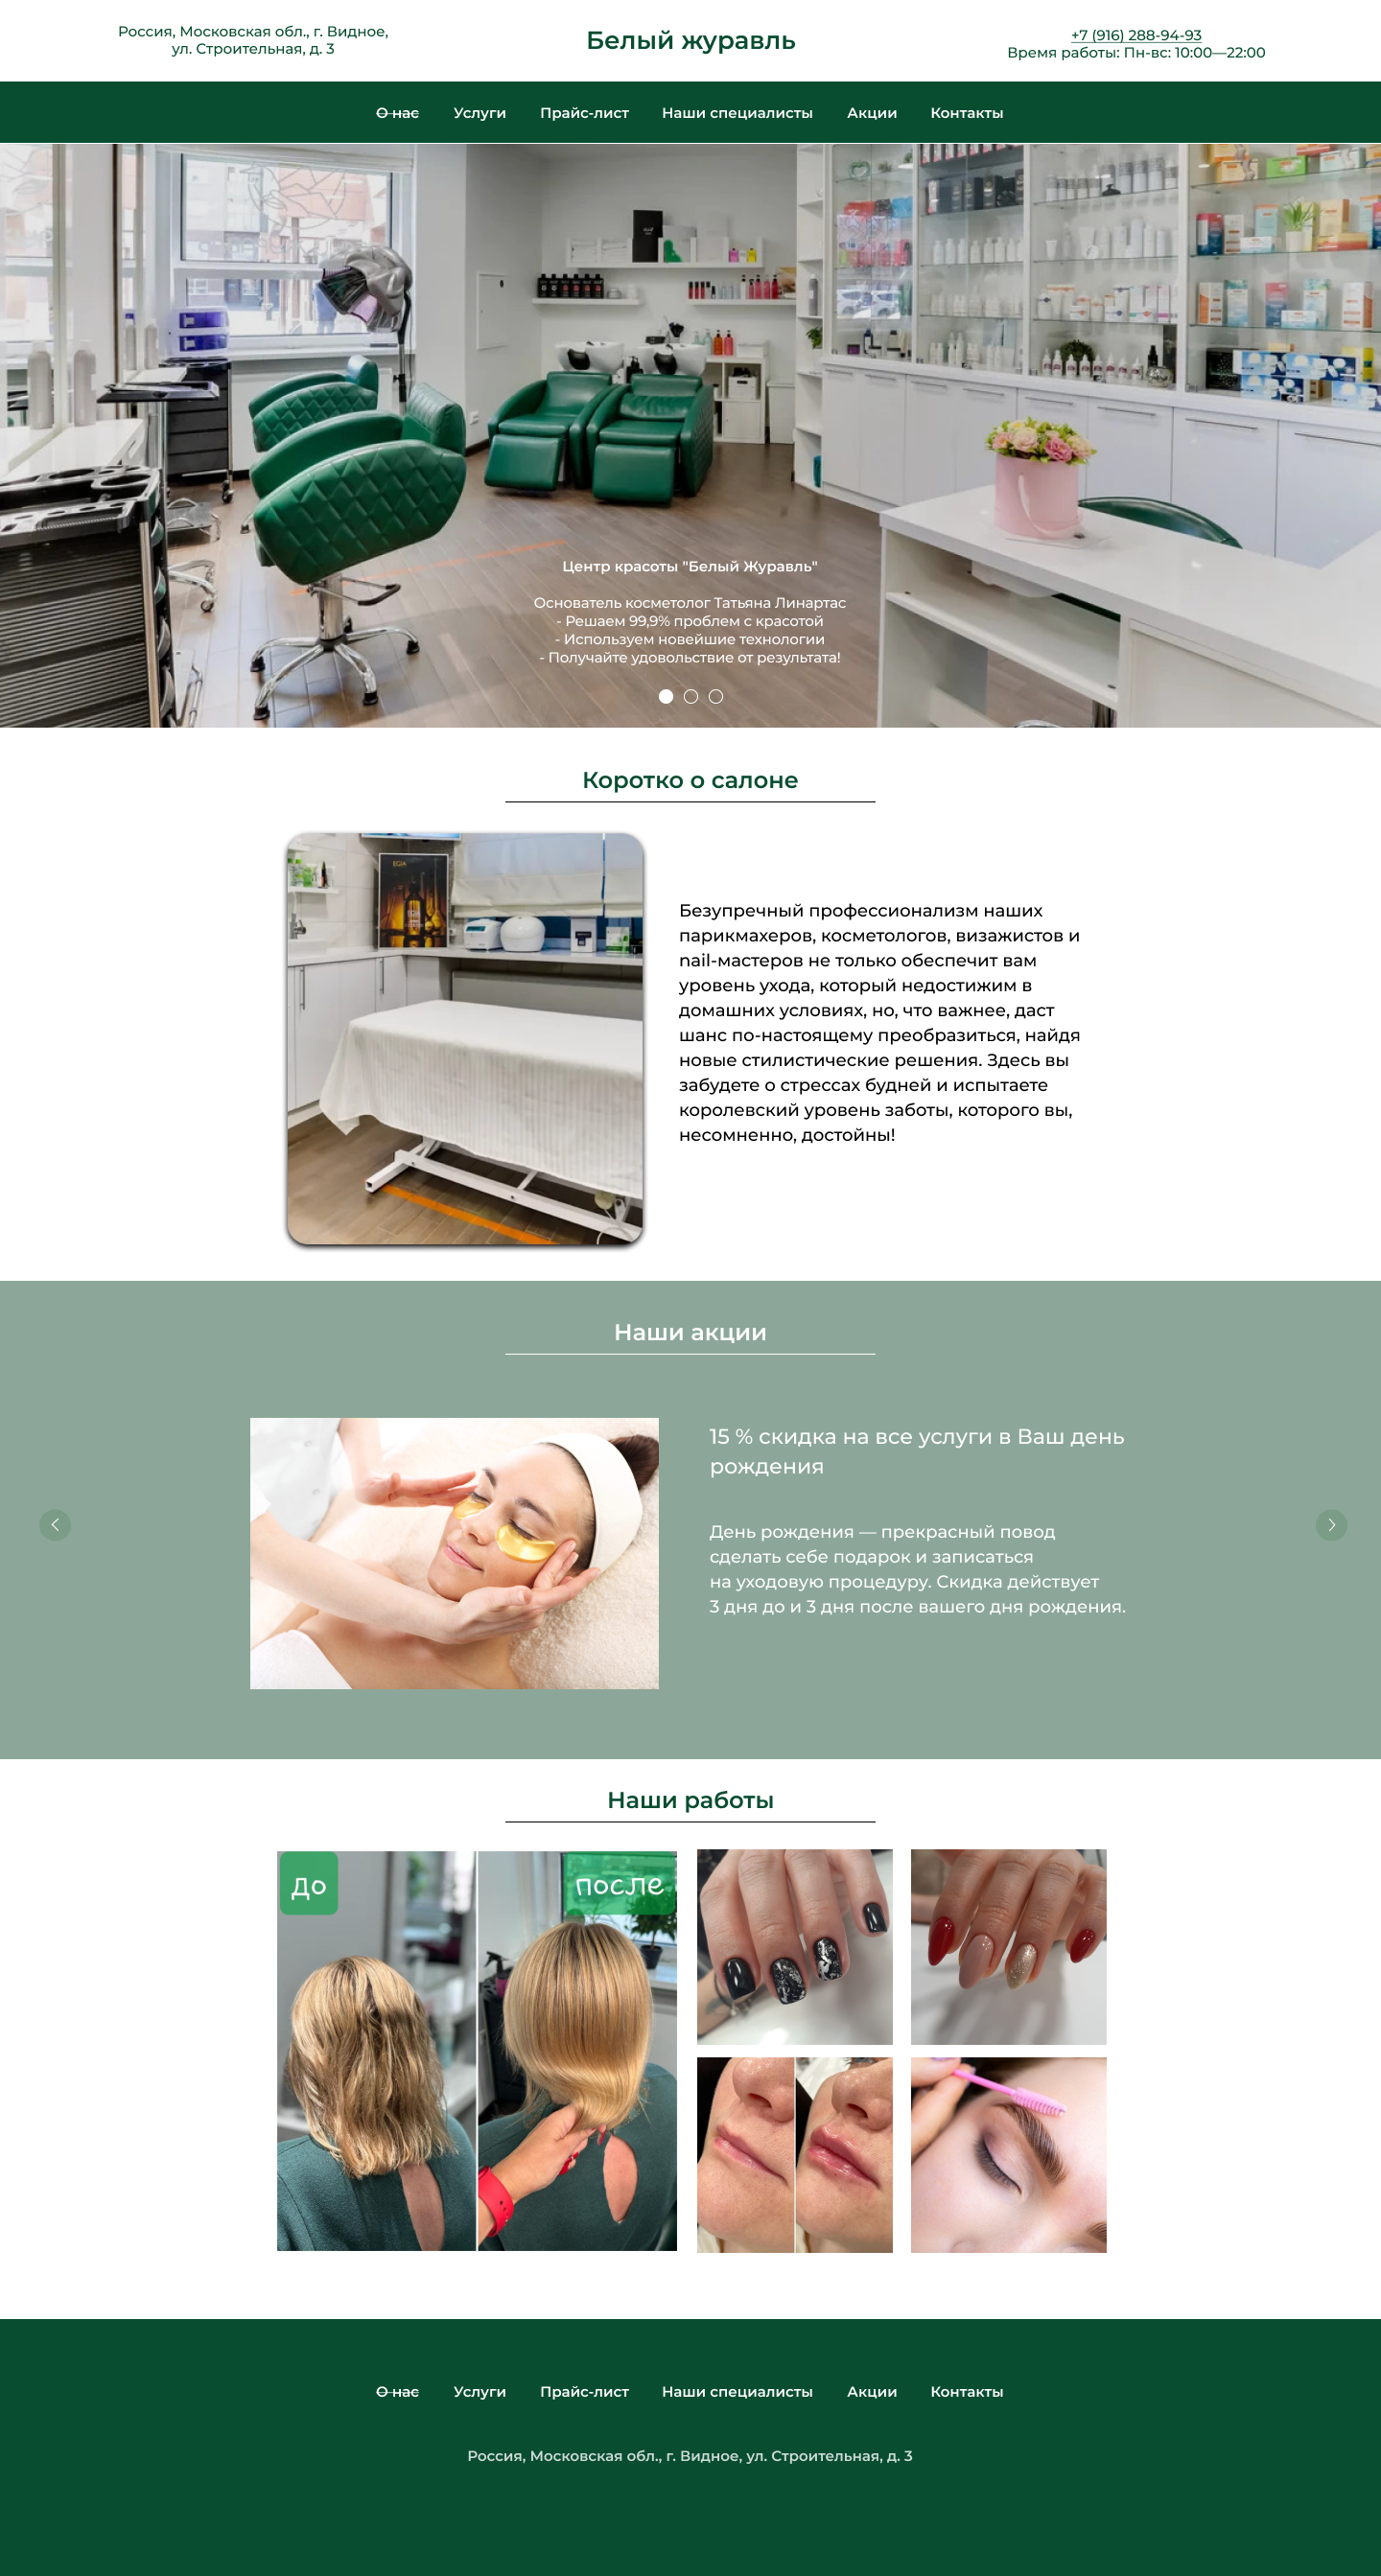 Россия, Московская обл., г. Видное,
ул. Строительная, д. 3
Белый журавль
+7 (916) 288-94-93
Время работы: Пн-вс: 10:00—22:00
О нас
Услуги
Прайс-лист
Наши специалисты
Акции
Контакты
Центр красоты "Белый Журавль"
Основатель косметолог Татьяна Линартас
- Решаем 99,9% проблем с красотой
- Используем новейшие технологии
- Получайте удовольствие от результата!
Коротко о салоне
EGIA
Безупречный профессионализм наших
парикмахеров, косметологов, визажистов и
nail-мастеров не только обеспечит вам
уровень ухода, который недостижим в
домашних условиях, но, что важнее, даст
шанс по-настоящему преобразиться, найдя
новые стилистические решения. Здесь вы
забудете о стрессах будней и испытаете
королевский уровень заботы, которого вы,
несомненно, достойны!
Наши акции
15 % скидка на все услуги в Ваш день
рождения
День рождения — прекрасный повод
сделать себе подарок и записаться
на уходовую процедуру. Скидка действует
3 дня до и 3 дня после вашего дня рождения.
Наши работы
ДО
ПОСЛЕ
О нас
Услуги
Прайс-лист
Наши специалисты
Акции
Контакты
Россия, Московская обл., г. Видное, ул. Строительная, д. 3